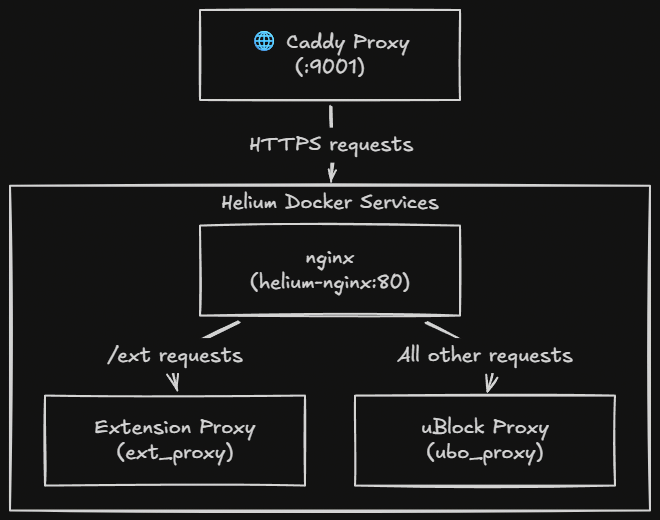 🌐 Caddy Proxy
(:9001)
HTTPS requests
Helium Docker Services
nginx
(helium-nginx:80)
/ext requests
All other requests
Extension Proxy
(ext_proxy)
uBlock Proxy
(ubo_proxy)